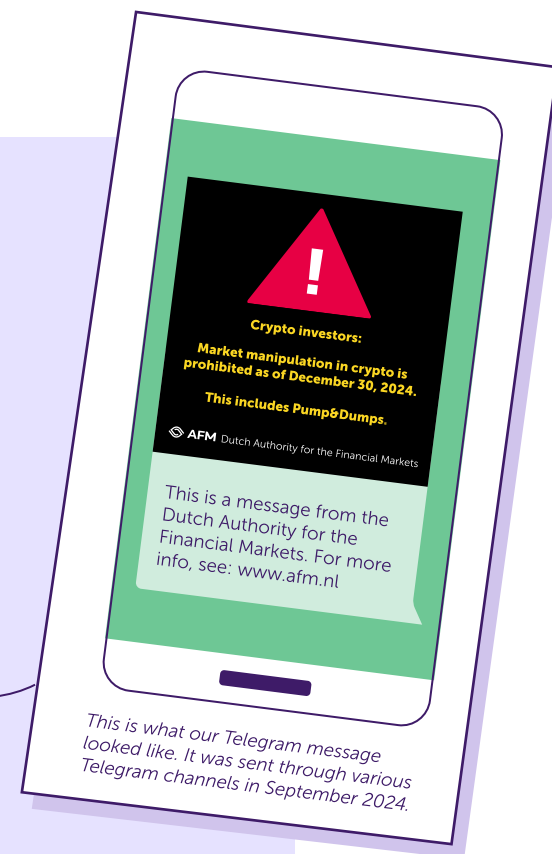 !
Crypto investors:
Market manipulation in crypto is
prohibited as of December 30, 2024.
This includes Pump&Dumps.
AFM Dutch Authority for the Financial Markets
This is a message from the
Dutch Authority for the
Financial Markets. For more
info, see: www.afm.nl
This is what our Telegram message
looked like. It was sent through various
Telegram channels in September 2024.